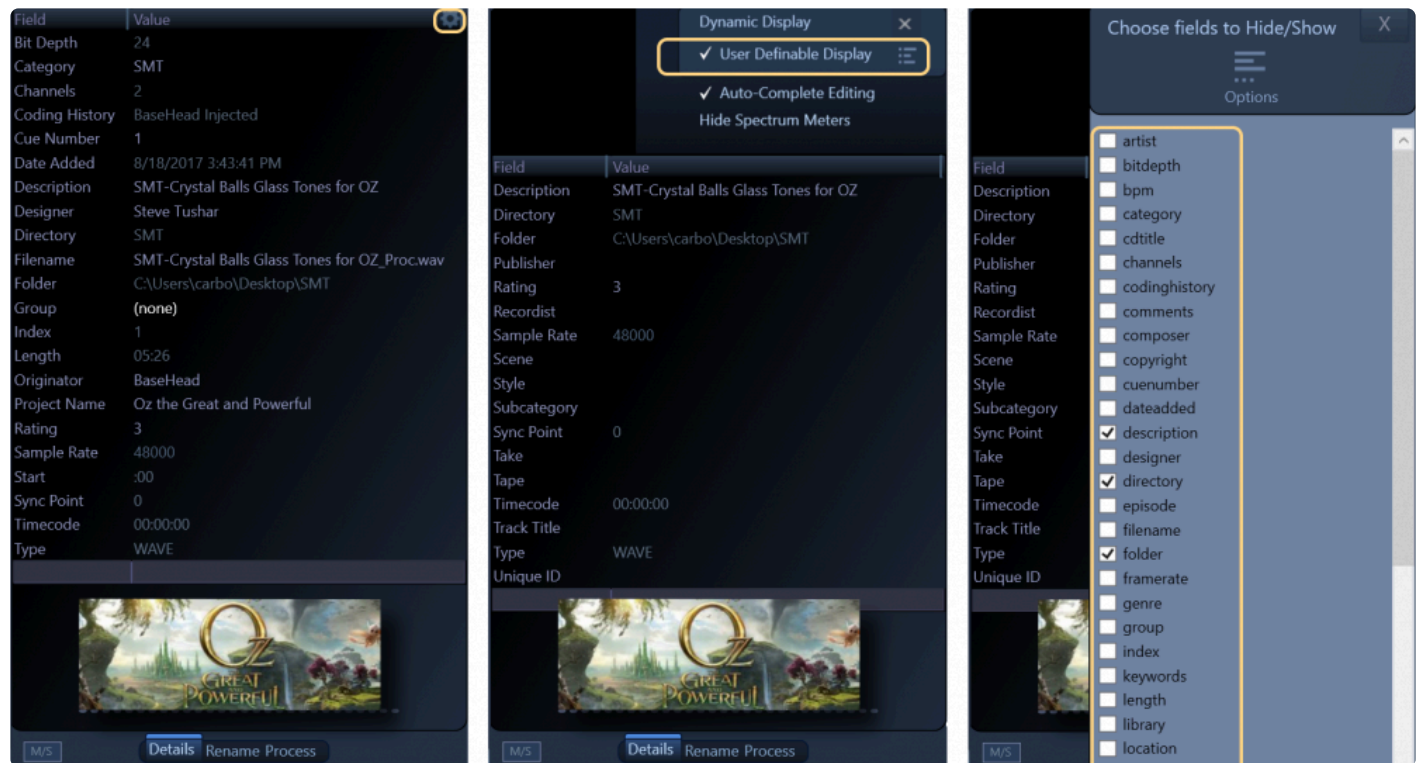 Field Value
Bit Depth 24
Category SMT
Channels 2
Coding History BaseHead Injected
Cue Number 1
Date Added 8/18/2017 3:43:41 PM
Description SMT-Crystal Balls Glass Tones for OZ
Designer Steve Tushar
Directory SMT
Filename SMT-Crystal Balls Glass Tones for OZ_Proc.wav
Folder C:\Users\carbo\Desktop\SMT
Group (none)
Index 1
Length 05:26
Originator BaseHead
Project Name Oz the Great and Powerful
Rating 3
Sample Rate 48000
Start :00
Sync Point 0
Timecode 00:00:00
Type WAVE
OZ
GREAT
AND
POWERFUL
M/S Details Rename Process
Dynamic Display X
✓ User Definable Display
✓ Auto-Complete Editing
Hide Spectrum Meters
Field Value
Description SMT-Crystal Balls Glass Tones for OZ
Directory SMT
Folder C:\Users\carbo\Desktop\SMT
Publisher
Rating 3
Recordist
Sample Rate 48000
Scene
Style
Subcategory
Sync Point 0
Take
Tape
Timecode 00:00:00
Track Title
Type WAVE
Unique ID
OZ
GREAT
AND
POWERFUL
M/S Details Rename Process
Choose fields to Hide/Show X
Options
Field
Description
Directory
Folder
Publisher
Rating
Recordist
Sample Rate
Scene
Style
Subcategory
Sync Point
Take
Tape
Timecode
Track Title
Type
Unique ID
M/S
artist
bitdepth
bpm
category
cdtitle
channels
codinghistory
comments
composer
copyright
cuenumber
dateadded
description
designer
directory
episode
filename
folder
framerate
genre
group
index
keywords
length
library
location